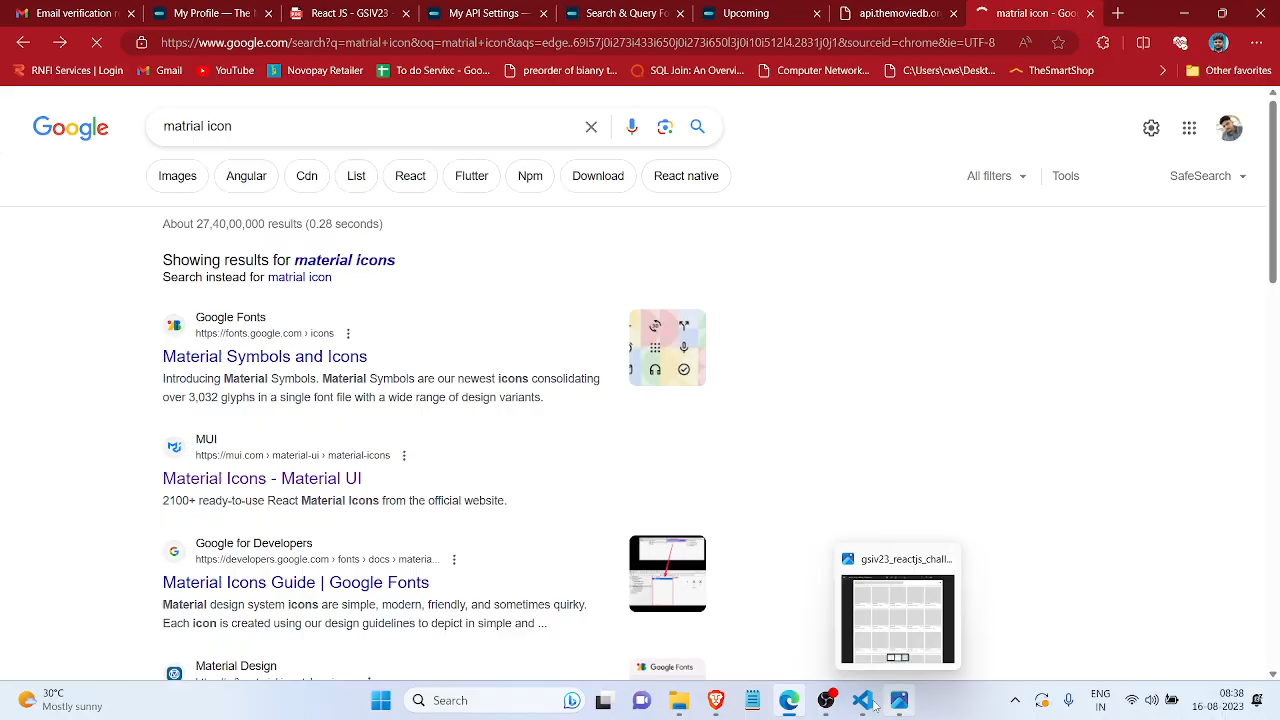 Email verification re
My Profile — The M
React JS - GSIV23 -
My API Settings —
Search & Query Fo
Upcoming
api.themoviedb.or
matrial icon - Goo
https://www.google.com/search?q=matrial+icon&oq=matrial+icon&aqs=edge..69i57j0i273i433i650j0i273i650l3j0i10i512l4.2831j0j1&sourceid=chrome&ie=UTF-8
RNFI Services | Login
Gmail
YouTube
Novopay Retailer
To do Servixc - Goo...
preorder of bianry t...
SQL Join: An Overvi...
Computer Network...
C:\Users\cws\Deskt...
TheSmartShop
Other favorites
Google
matrial icon
Images
Angular
Cdn
List
React
Flutter
Npm
Download
React native
All filters
Tools
SafeSearch
About 27,40,00,000 results (0.28 seconds)
Showing results for material icons
Search instead for matrial icon
Google Fonts
https://fonts.google.com › icons
Material Symbols and Icons
Introducing Material Symbols. Material Symbols are our newest icons consolidating
over 3,032 glyphs in a single font file with a wide range of design variants.
MUI
https://mui.com › material-ui › material-icons
Material Icons - Material UI
2100+ ready-to-use React Material Icons from the official website.
Google for Developers
https://developers.google.com › fonts › docs › materia...
Material Icons Guide | Google Fonts
Material design system icons are simple, modern, friendly, and sometimes quirky.
Each icon is created using our design guidelines to depict in simple and ...
Material Design
Google Fonts
gsiv23_reactjs_chall...
30°C
Mostly sunny
Search
ENG
IN
08:38
16-08-2023